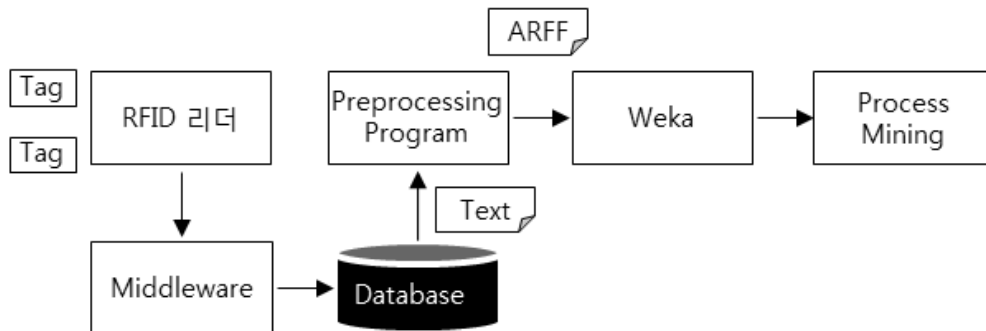 ARFF
Tag
RFID 리더
Preprocessing
Program
Weka
Process
Mining
Tag
Text
Middleware
Database